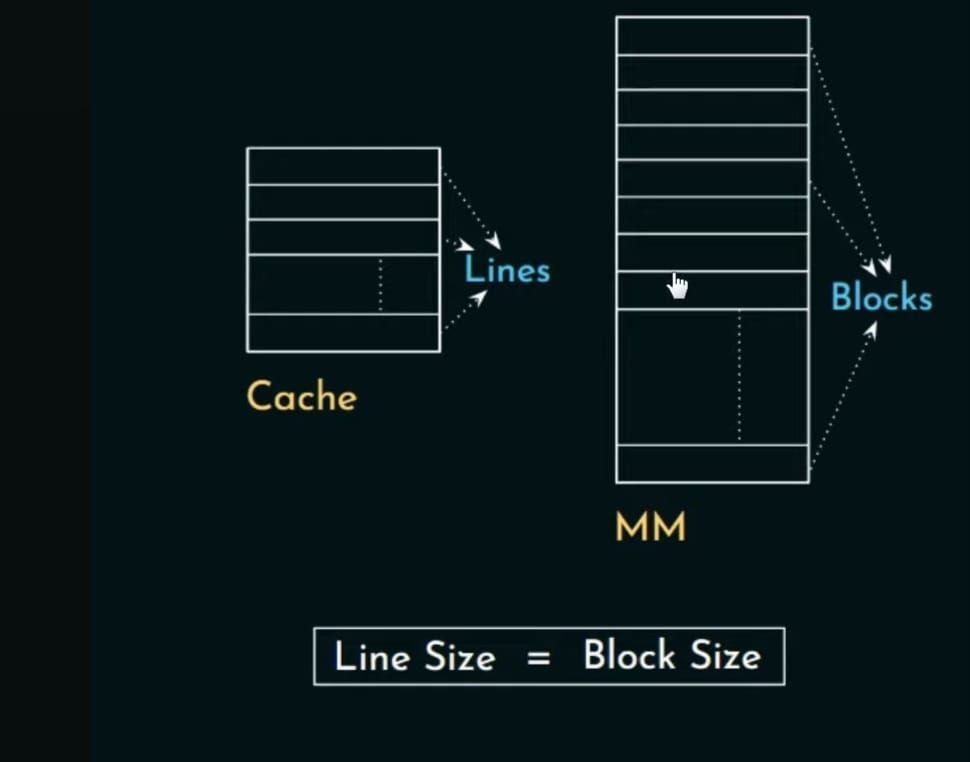 Lines
Blocks
Cache
MM
Line Size = Block Size